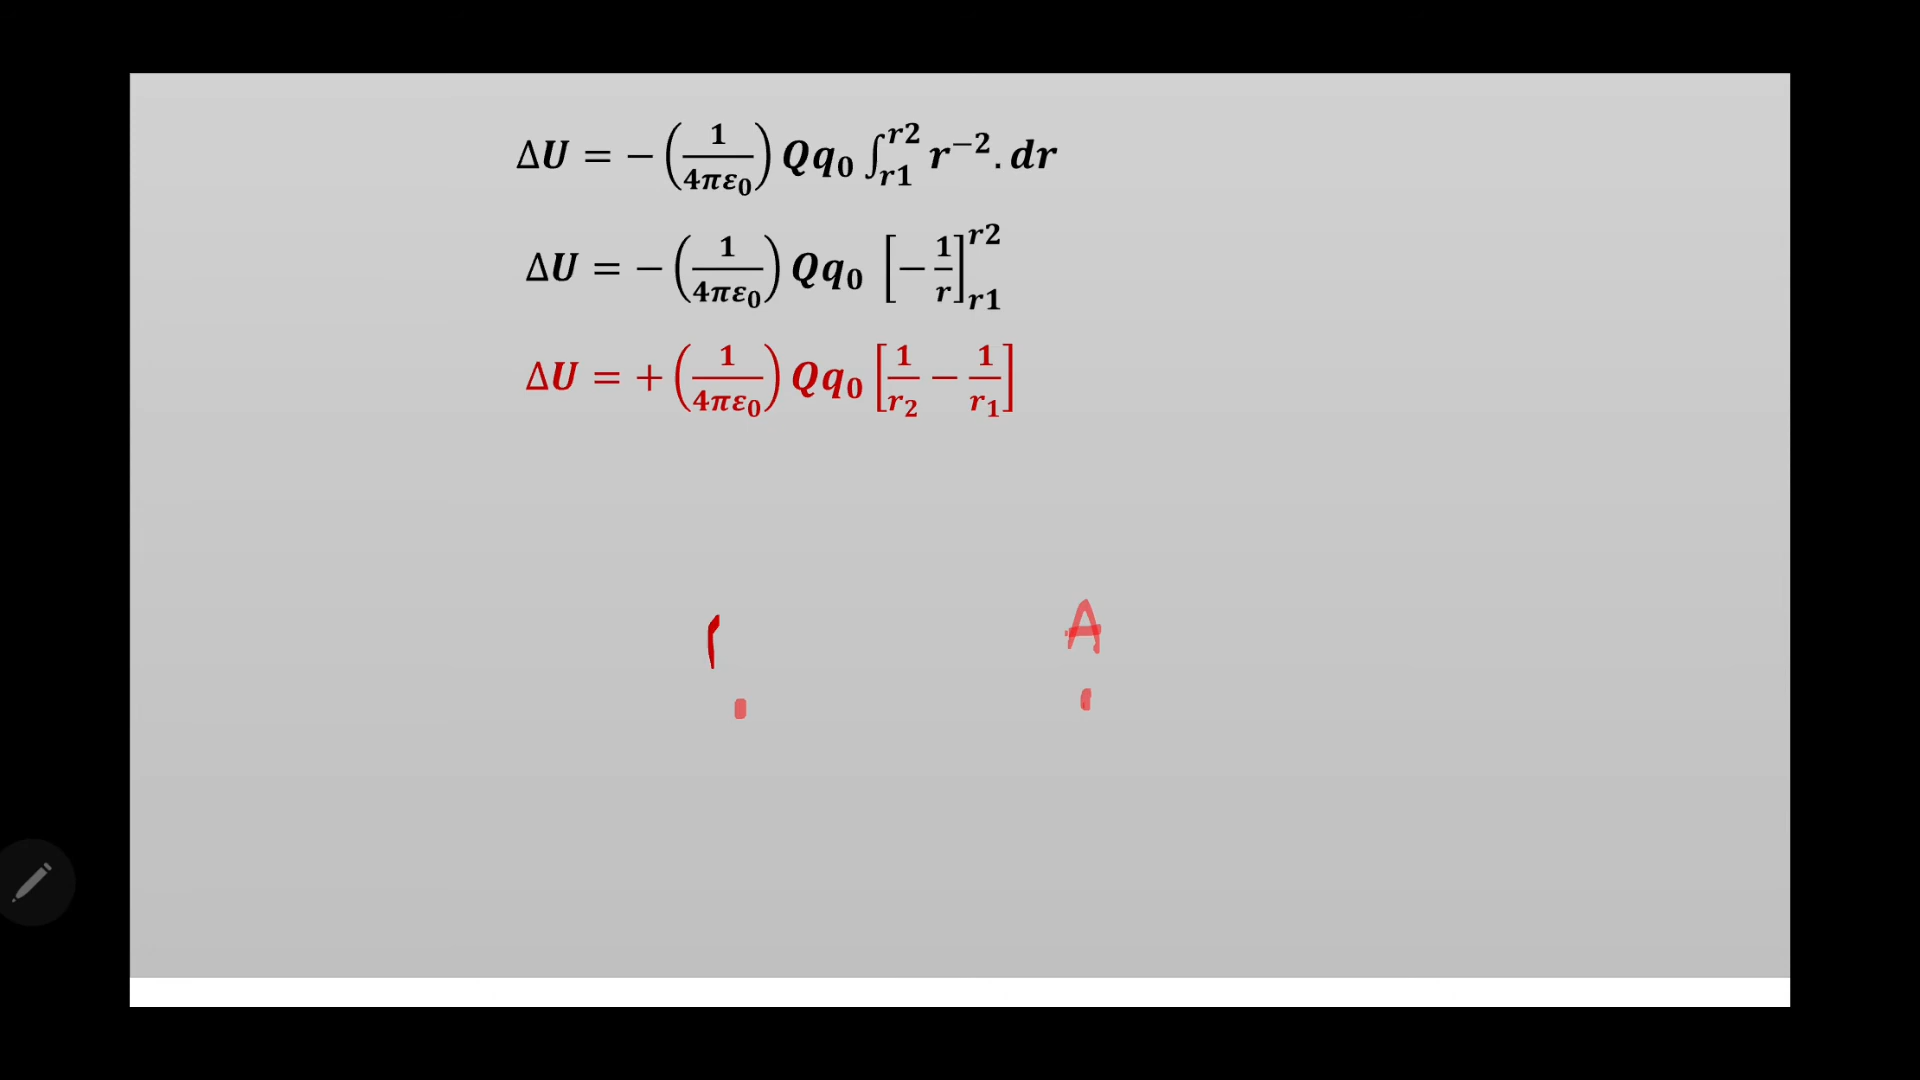 ΔU = −(1/4πε₀) Qq₀ ∫_{r1}^{r2} r⁻². dr
ΔU = −(1/4πε₀) Qq₀ [−1/r]_{r1}^{r2}
ΔU = +(1/4πε₀) Qq₀ [1/r₂ − 1/r₁]
A